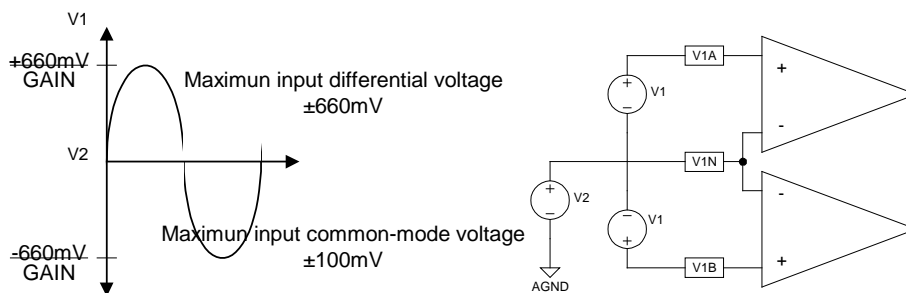 V1
+660mV
GAIN
Maximun input differential voltage
±660mV
V2
Maximun input common-mode voltage
±100mV
-660mV
GAIN
V1A
+
-
V1
+
-
V1N
+
-
V2
-
+
V1
-
+
V1B
AGND